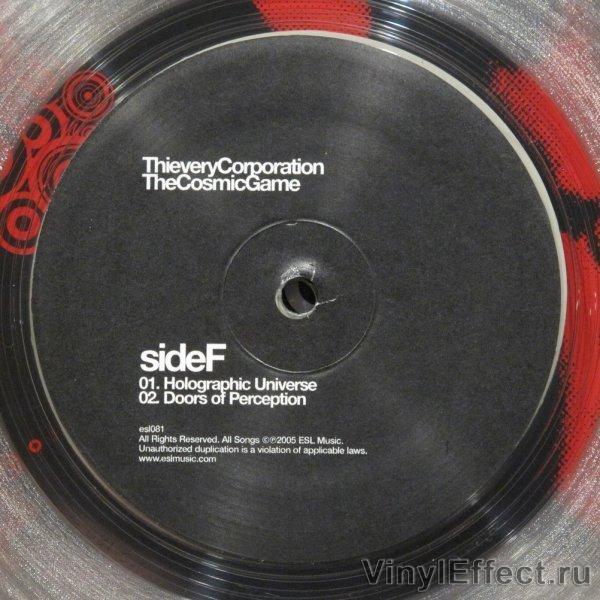 ThieveryCorporation
TheCosmicGame
sideF
01. Holographic Universe
02. Doors of Perception
esl081
All Rights Reserved. All Songs ©℗2005 ESL Music.
Unauthorized duplication is a violation of applicable laws.
www.eslmusic.com
VinylEffect.ru